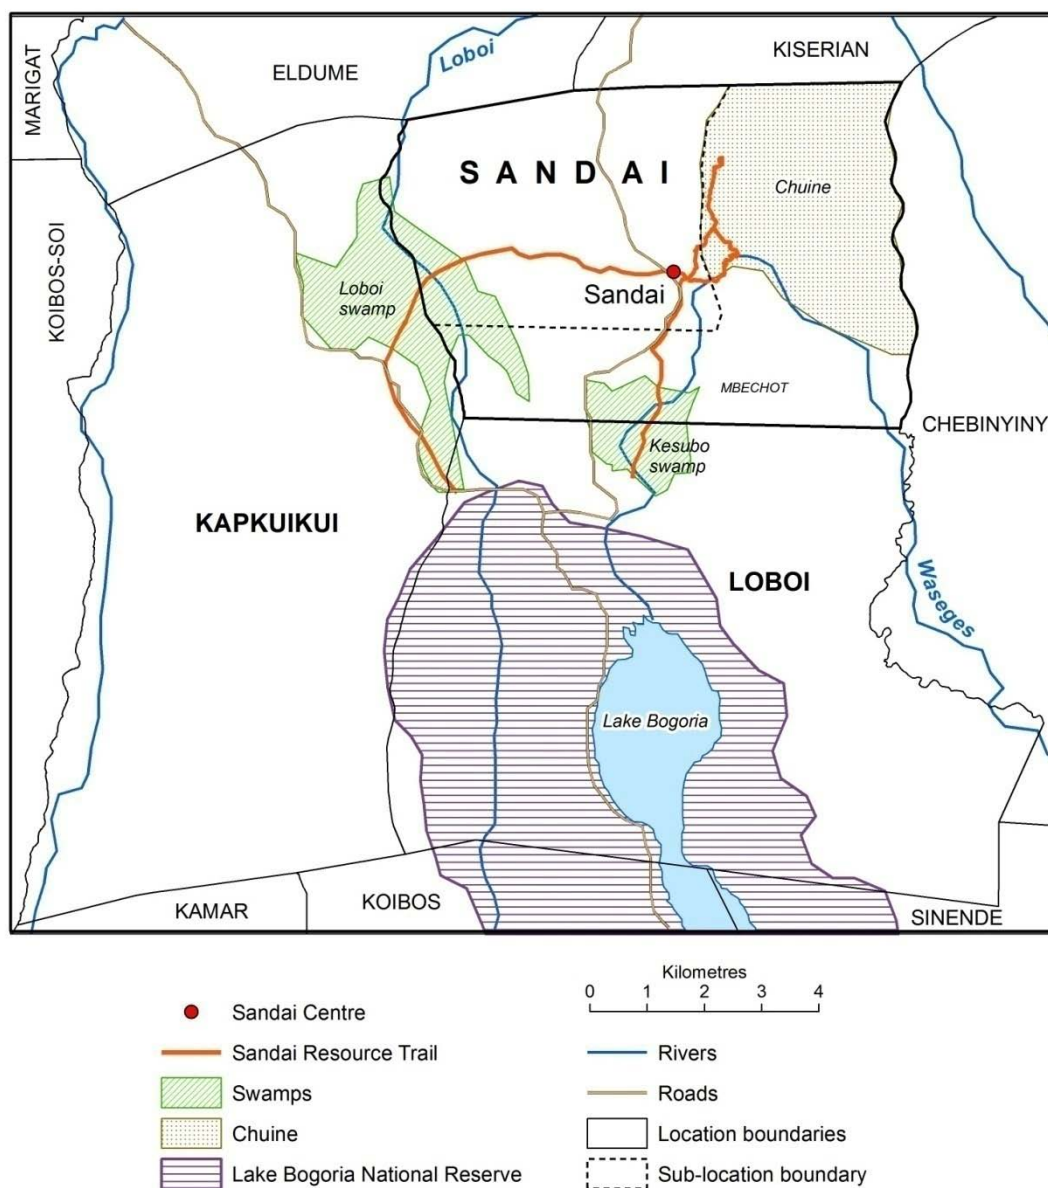 MARIGAT
ELDUME
Loboi
KISERIAN
SANDAI
Chuine
KOIBOS-SOI
Loboi
swamp
Sandai
MBECHOT
CHEBINYINY
Kesubo
swamp
KAPKUIKUI
LOBOI
Waseges
Lake Bogoria
KAMAR
KOIBOS
SINENDE
Kilometres
0 1 2 3 4
Sandai Centre
Sandai Resource Trail
Rivers
Swamps
Roads
Chuine
Location boundaries
Lake Bogoria National Reserve
Sub-location boundary